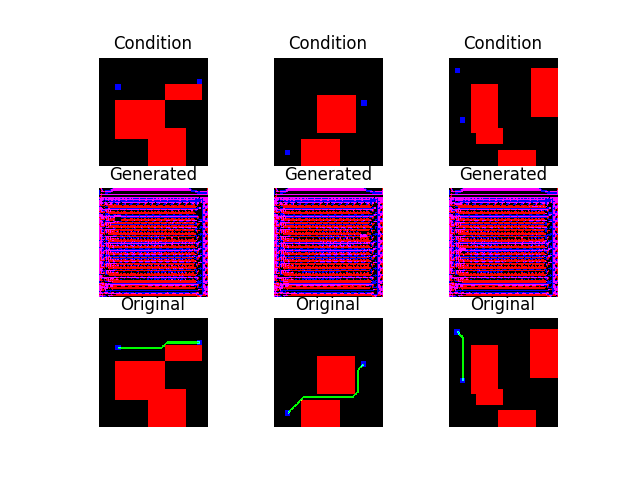 Condition Condition Condition
Generated Generated Generated
Original Original Original